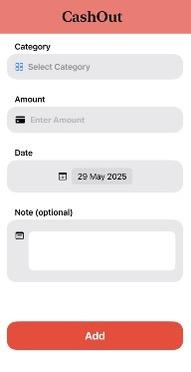 CashOut
Category
Select Category
Amount
Enter Amount
Date
29 May 2025
Note (optional)
Add